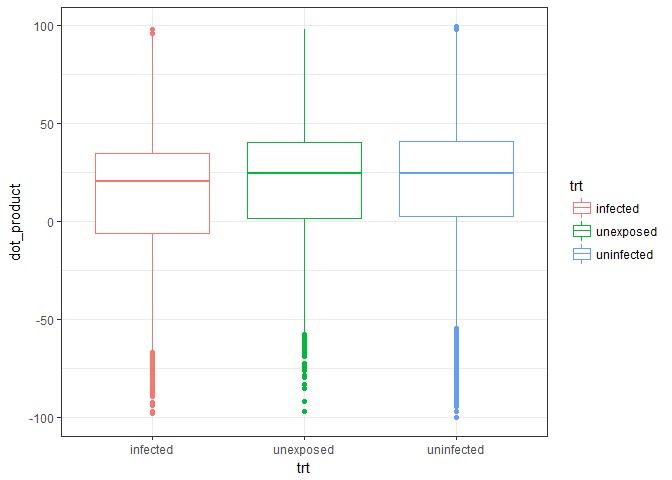 100
50
0
-50
-100
dot_product
infected
unexposed
uninfected
trt
trt
infected
unexposed
uninfected